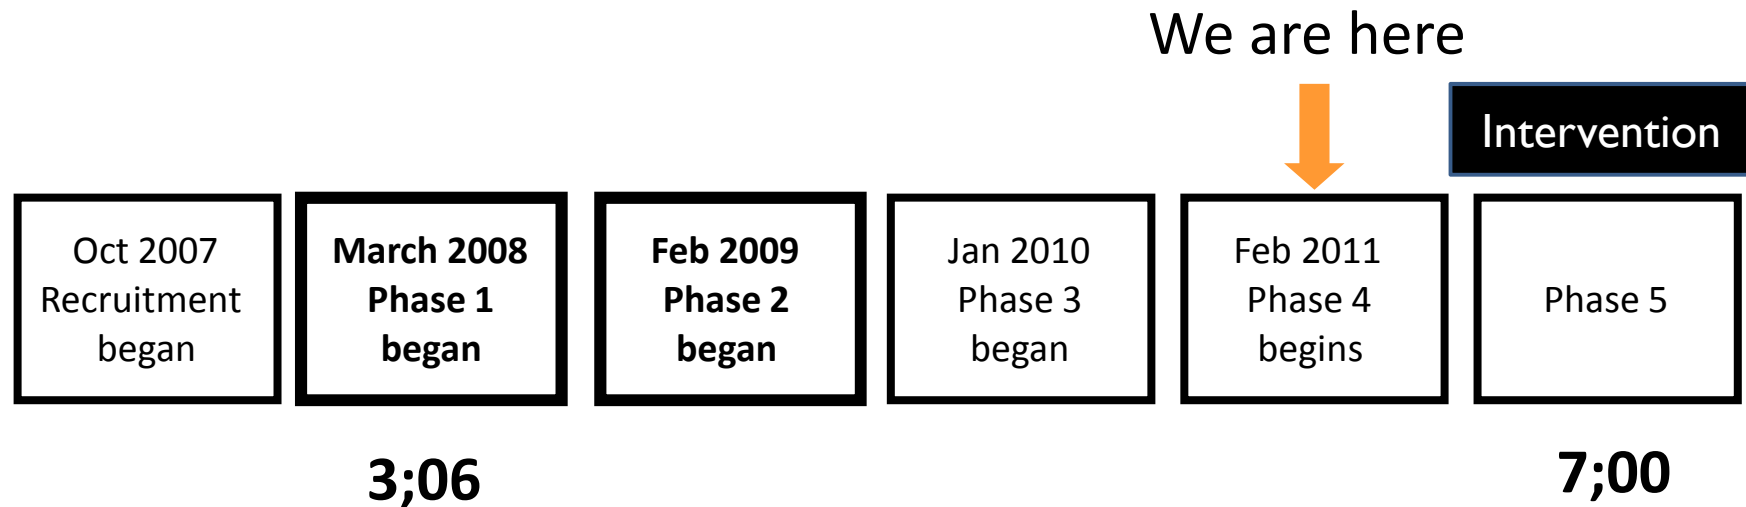 We are here
Intervention
Oct 2007
Recruitment
began
March 2008
Phase 1
began
Feb 2009
Phase 2
began
Jan 2010
Phase 3
began
Feb 2011
Phase 4
begins
Phase 5
3;06
7;00